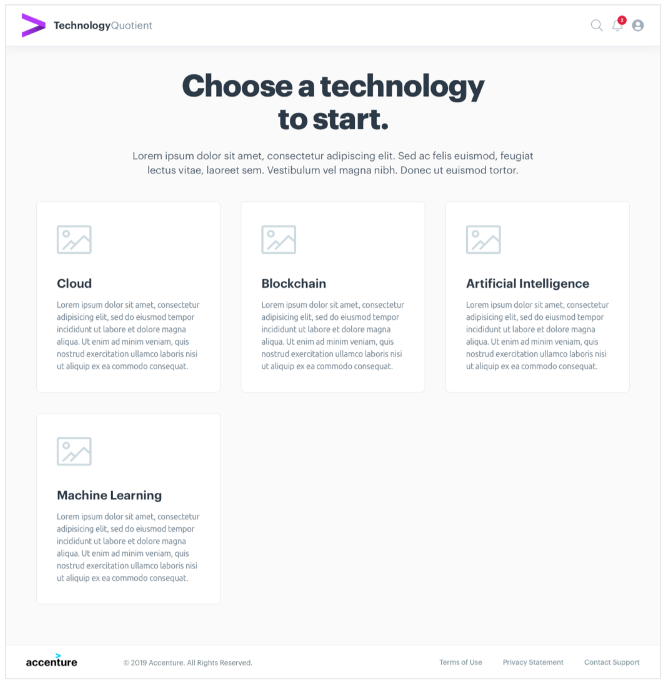 TechnologyQuotient
3
Choose a technology
to start.
Lorem ipsum dolor sit amet, consectetur adipiscing elit. Sed ac felis euismod, feugiat
lectus vitae, laoreet sem. Vestibulum vel magna nibh. Donec ut euismod tortor.
Cloud
Lorem ipsum dolor sit amet, consectetur
adipisicing elit, sed do eiusmod tempor
incididunt ut labore et dolore magna
aliqua. Ut enim ad minim veniam, quis
nostrud exercitation ullamco laboris nisi
ut aliquip ex ea commodo consequat.
Blockchain
Lorem ipsum dolor sit amet, consectetur
adipisicing elit, sed do eiusmod tempor
incididunt ut labore et dolore magna
aliqua. Ut enim ad minim veniam, quis
nostrud exercitation ullamco laboris nisi
ut aliquip ex ea commodo consequat.
Artificial Intelligence
Lorem ipsum dolor sit amet, consectetur
adipisicing elit, sed do eiusmod tempor
incididunt ut labore et dolore magna
aliqua. Ut enim ad minim veniam, quis
nostrud exercitation ullamco laboris nisi
ut aliquip ex ea commodo consequat.
Machine Learning
Lorem ipsum dolor sit amet, consectetur
adipisicing elit, sed do eiusmod tempor
incididunt ut labore et dolore magna
aliqua. Ut enim ad minim veniam, quis
nostrud exercitation ullamco laboris nisi
ut aliquip ex ea commodo consequat.
accenture
© 2019 Accenture. All Rights Reserved.
Terms of Use
Privacy Statement
Contact Support